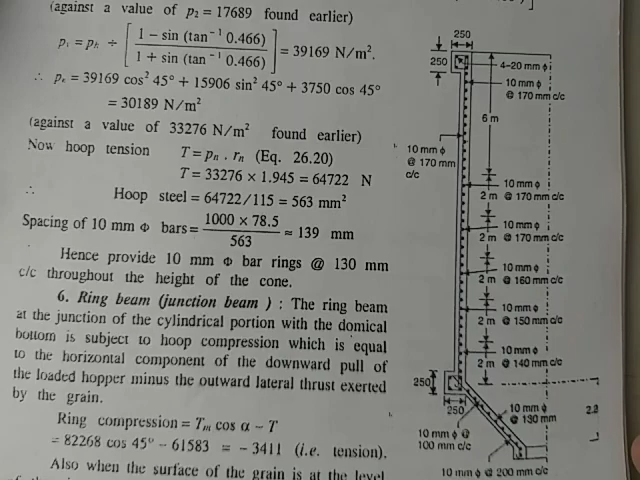 (against a value of p₂ = 17689 found earlier)
pₗ = pₕ ÷ [ 1 – sin (tan⁻¹ 0.466) / 1 + sin (tan⁻¹ 0.466) ] = 39169 N/m².
∴ pₙ = 39169 cos² 45° + 15906 sin² 45° + 3750 cos 45°
= 30189 N/m²
(against a value of 33276 N/m² found earlier)
Now hoop tension T = pₙ . rₙ (Eq. 26.20)
T = 33276 × 1.945 = 64722 N
∴ Hoop steel = 64722/115 = 563 mm²
Spacing of 10 mm Φ bars = 1000 × 78.5 / 563 ≈ 139 mm
Hence provide 10 mm Φ bar rings @ 130 mm
c/c throughout the height of the cone.
6. Ring beam (junction beam ) : The ring beam
at the junction of the cylindrical portion with the domical
bottom is subject to hoop compression which is equal
to the horizontal component of the downward pull of
the loaded hopper minus the outward lateral thrust exerted
by the grain.
Ring compression = Tₘ cos α – T
= 82268 cos 45° – 61583 = – 3411 (i.e. tension).
Also when the surface of the grain is at the level
250
250
4–20 mm ϕ
10 mm ϕ
@ 170 mm c/c
6 m
10 mm ϕ
@ 170 mm
c/c
10 mm ϕ
2 m @ 170 mm c/c
10 mm ϕ
2 m @ 170 mm c/c
10 mm ϕ
2 m @ 160 mm c/c
10 mm ϕ
2 m @ 150 mm c/c
10 mm ϕ
2 m @ 140 mm c/c
250
250
10 mm ϕ
@ 130 mm
10 mm ϕ @
100 mm c/c
10 mm ϕ @ 200 mm c/c